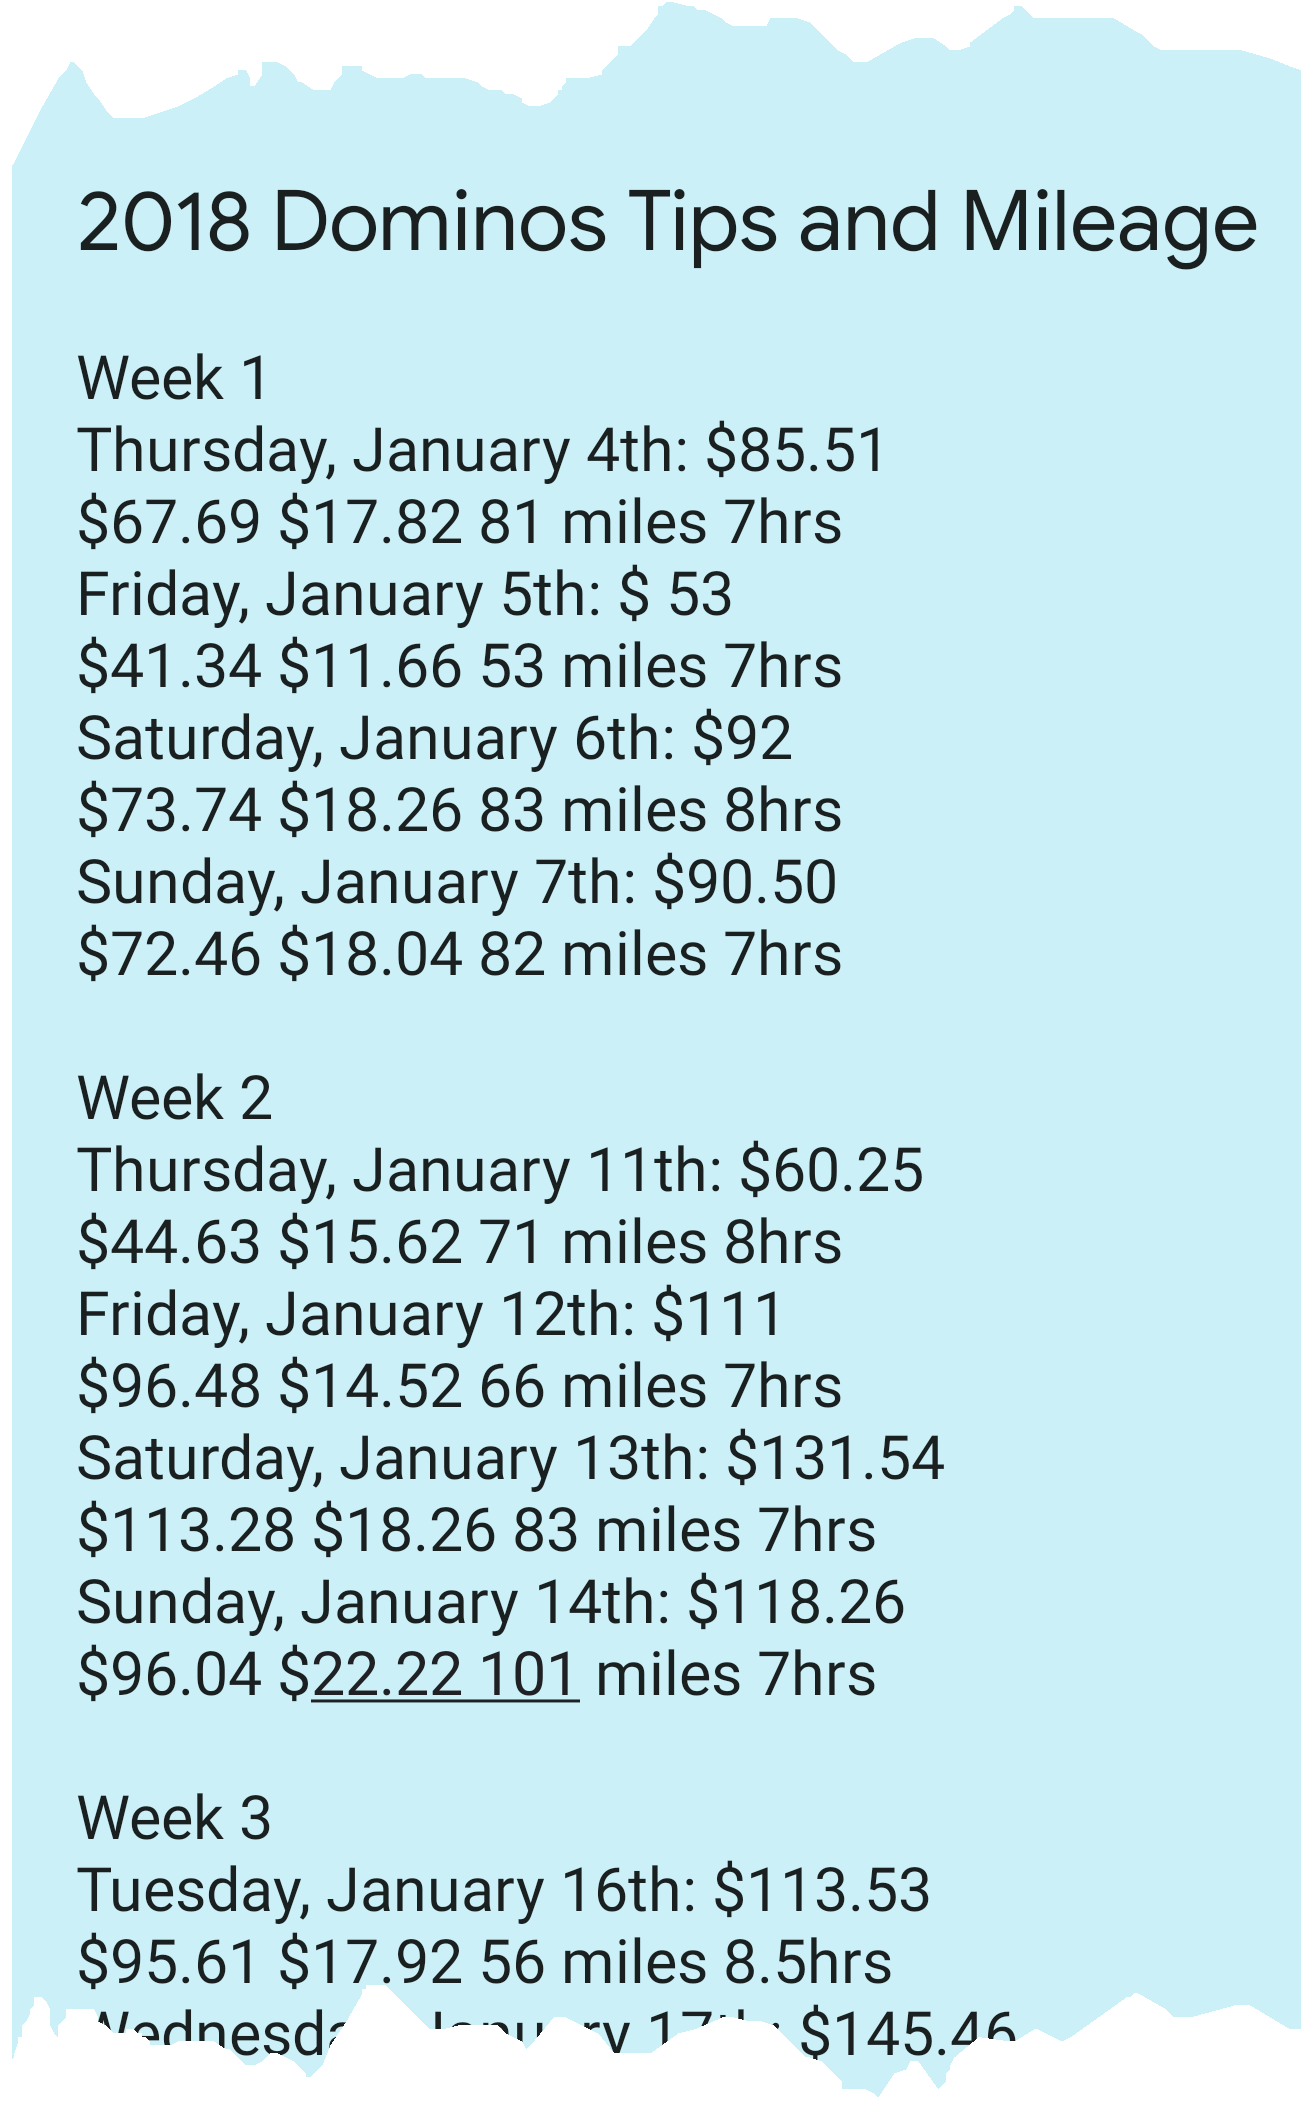 2018 Dominos Tips and Mileage
Week 1
Thursday, January 4th: $85.51
$67.69 $17.82 81 miles 7hrs
Friday, January 5th: $ 53
$41.34 $11.66 53 miles 7hrs
Saturday, January 6th: $92
$73.74 $18.26 83 miles 8hrs
Sunday, January 7th: $90.50
$72.46 $18.04 82 miles 7hrs
Week 2
Thursday, January 11th: $60.25
$44.63 $15.62 71 miles 8hrs
Friday, January 12th: $111
$96.48 $14.52 66 miles 7hrs
Saturday, January 13th: $131.54
$113.28 $18.26 83 miles 7hrs
Sunday, January 14th: $118.26
$96.04 $22.22 101 miles 7hrs
Week 3
Tuesday, January 16th: $113.53
$95.61 $17.92 56 miles 8.5hrs
Wednesday, January 17th: $145.46